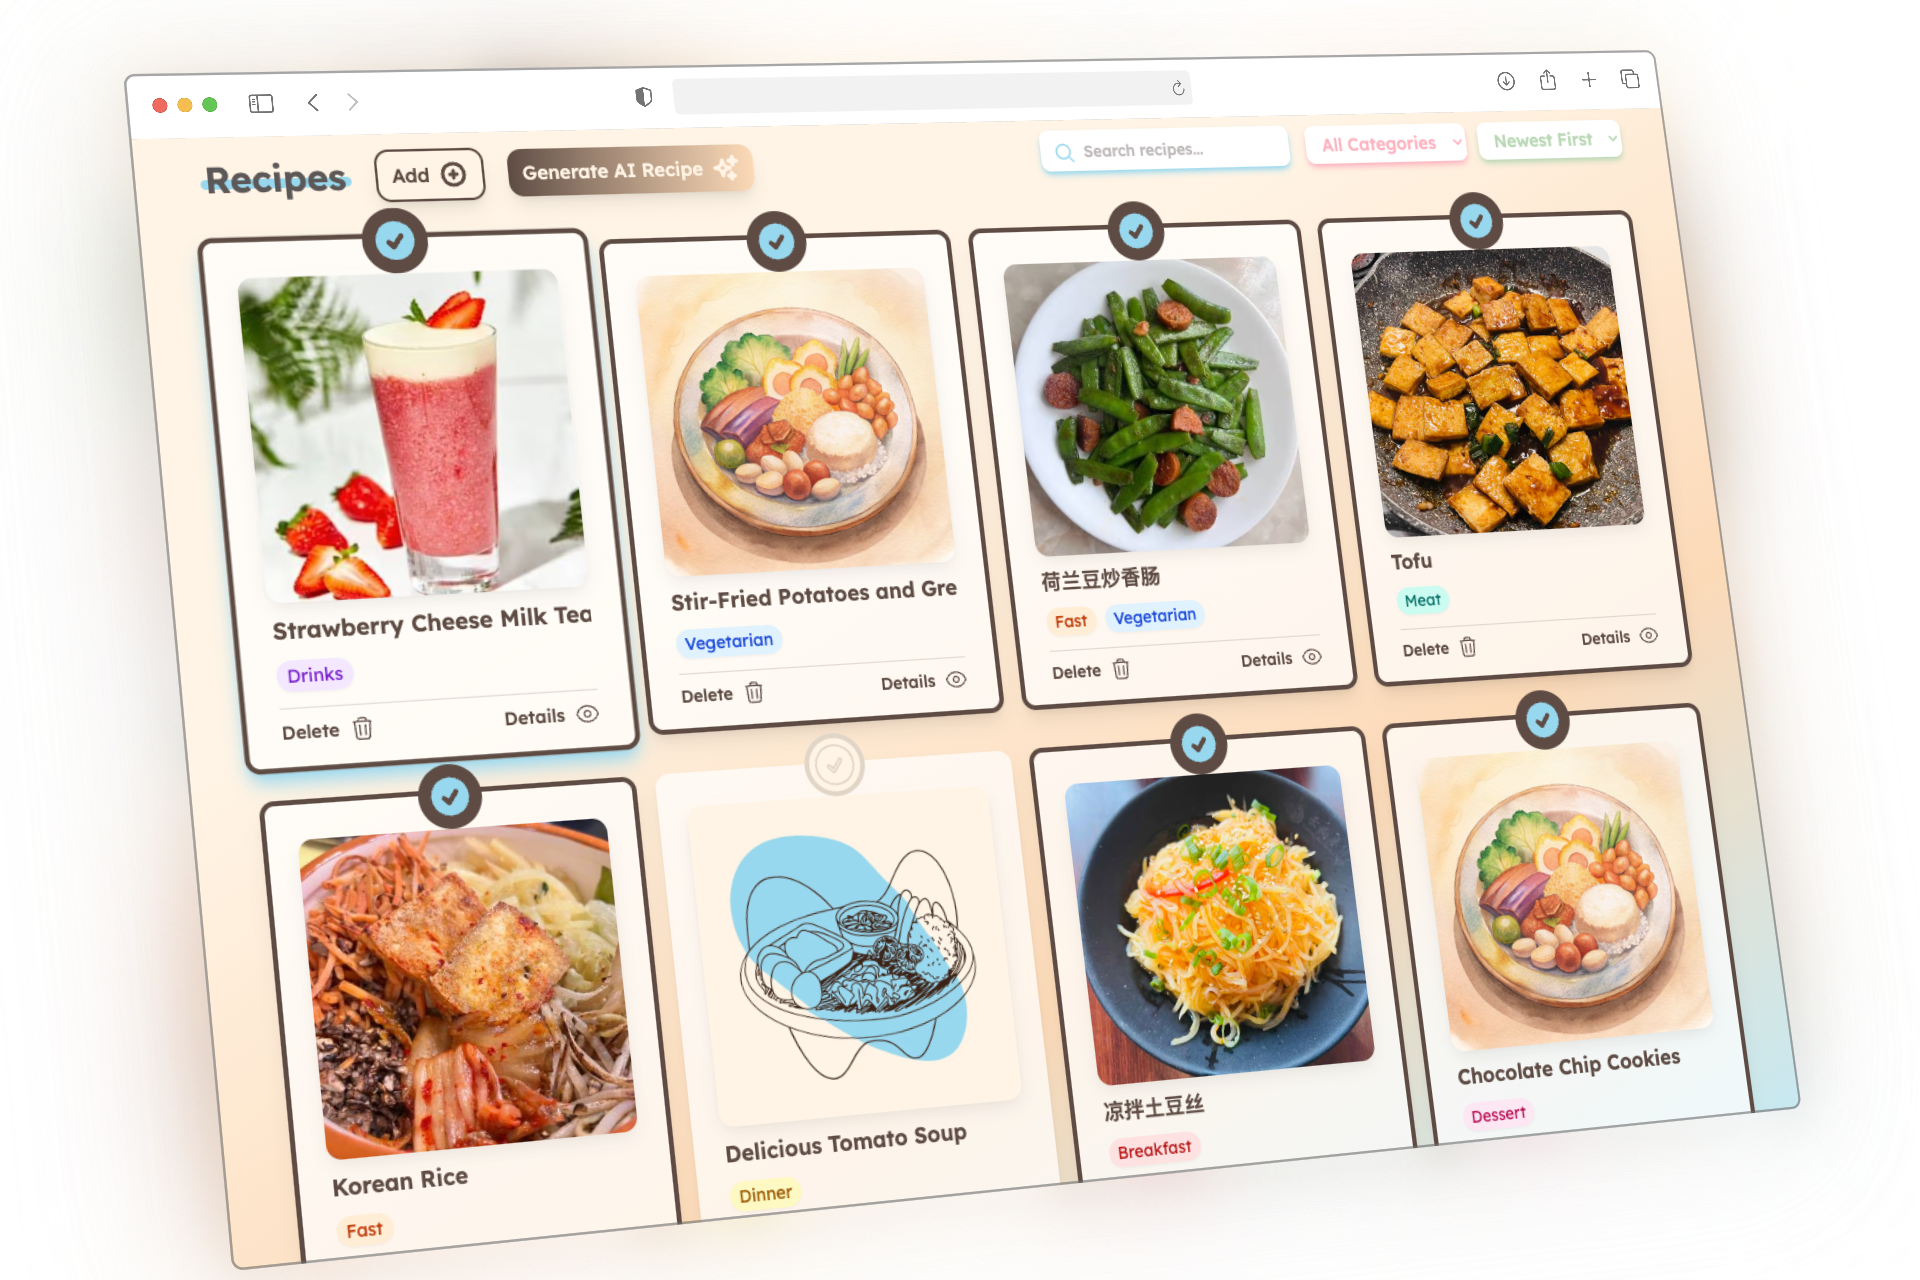 Recipes
Add
Generate AI Recipe
Search recipes...
All Categories
Newest First
Strawberry Cheese Milk Tea
Drinks
Delete
Details
Stir-Fried Potatoes and Gre
Vegetarian
Delete
Details
荷兰豆炒香肠
Fast
Vegetarian
Delete
Details
Tofu
Meat
Delete
Details
Korean Rice
Fast
Delicious Tomato Soup
Dinner
凉拌土豆丝
Breakfast
Chocolate Chip Cookies
Dessert